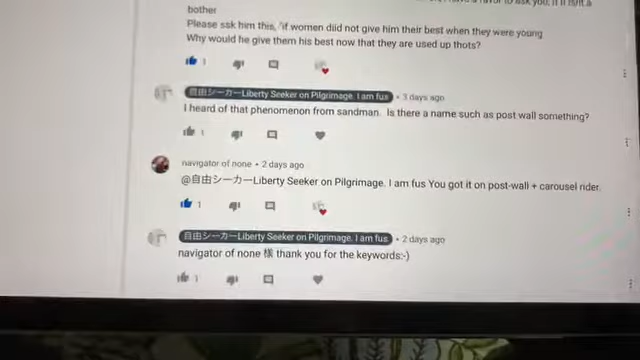 bother
Please ssk him this, 'if women diid not give him their best when they were young
Why would he give them his best now that they are used up thots?
1
自由シーカーLiberty Seeker on Pilgrimage. I am fus • 3 days ago
I heard of that phenomenon from sandman. Is there a name such as post wall something?
1
navigator of none • 2 days ago
@自由シーカーLiberty Seeker on Pilgrimage. I am fus You got it on post-wall + carousel rider.
1
自由シーカーLiberty Seeker on Pilgrimage. I am fus • 2 days ago
navigator of none 様 thank you for the keywords:-)
1